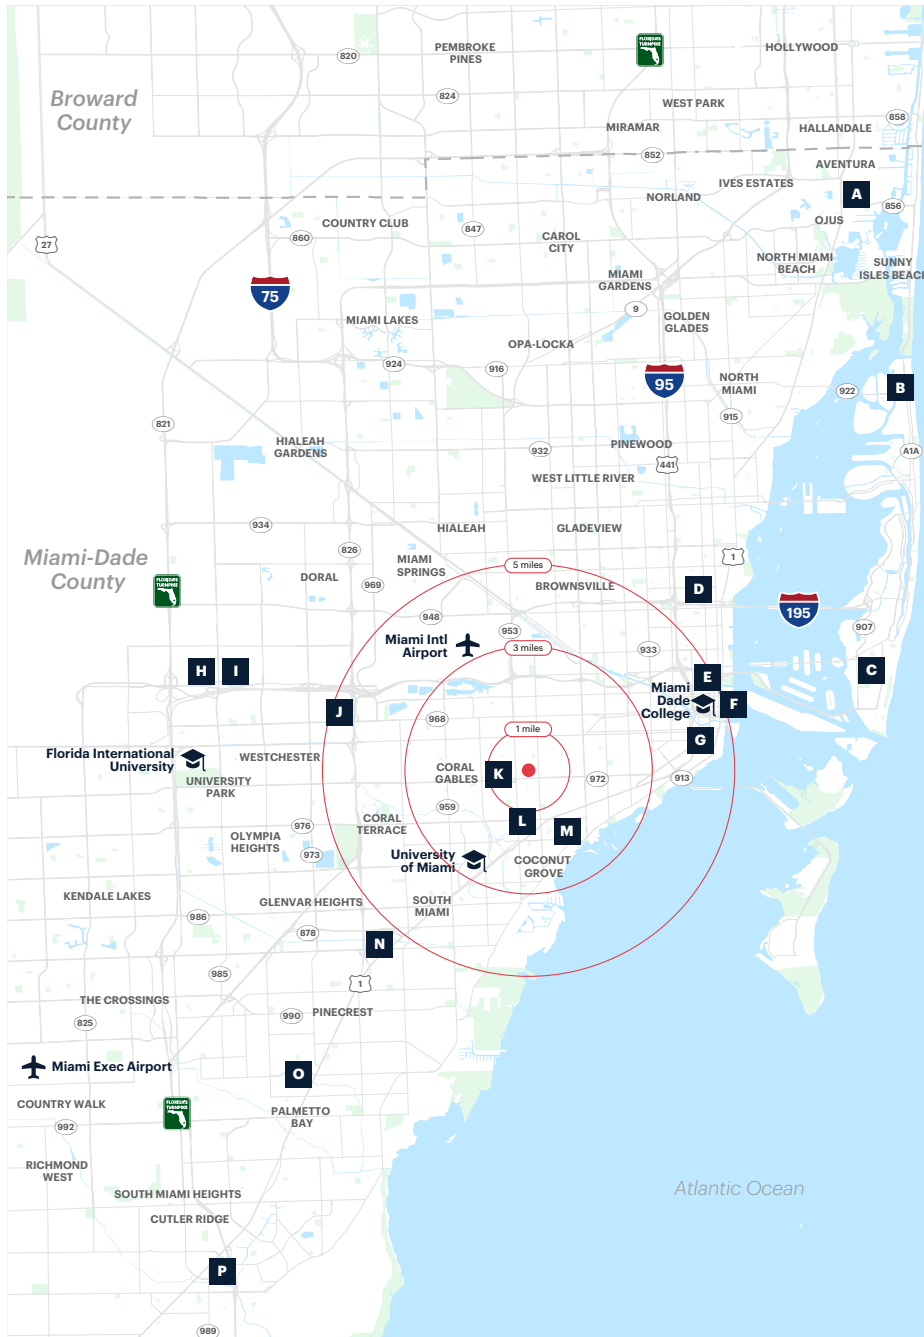 FLORIDA'S
TURNPIKE
HOLLYWOOD
PEMBROKE
PINES
820
Broward
County
824
WEST PARK
858
MIRAMAR
HALLANDALE
852
AVENTURA
IVES ESTATES
A
NORLAND
856
COUNTRY CLUB
OJUS
847
860
CAROL
CITY
27
NORTH MIAMI
BEACH
SUNNY
ISLES BEACH
MIAMI
GARDENS
75
9
MIAMI LAKES
GOLDEN
GLADES
OPA-LOCKA
924
916
95
NORTH
MIAMI
922
B
915
821
HIALEAH
GARDENS
PINEWOOD
932
A1A
441
WEST LITTLE RIVER
934
HIALEAH
GLADEVIEW
826
1
Miami-Dade
County
MIAMI
SPRINGS
5 miles
DORAL
969
BROWNSVILLE
D
FLORIDA'S
TURNPIKE
195
948
953
907
Miami Intl
Airport
3 miles
933
H
I
E
C
Miami
Dade
College
F
J
968
1 mile
G
Florida International
University
WESTCHESTER
CORAL
GABLES
K
972
913
UNIVERSITY
PARK
959
CORAL
TERRACE
L
M
976
OLYMPIA
HEIGHTS
973
University
of Miami
COCONUT
GROVE
KENDALE LAKES
GLENVAR HEIGHTS
SOUTH
MIAMI
986
878
N
985
1
THE CROSSINGS
990
PINECREST
825
Miami Exec Airport
O
COUNTRY WALK
FLORIDA'S
TURNPIKE
PALMETTO
BAY
992
RICHMOND
WEST
SOUTH MIAMI HEIGHTS
Atlantic Ocean
CUTLER RIDGE
P
989